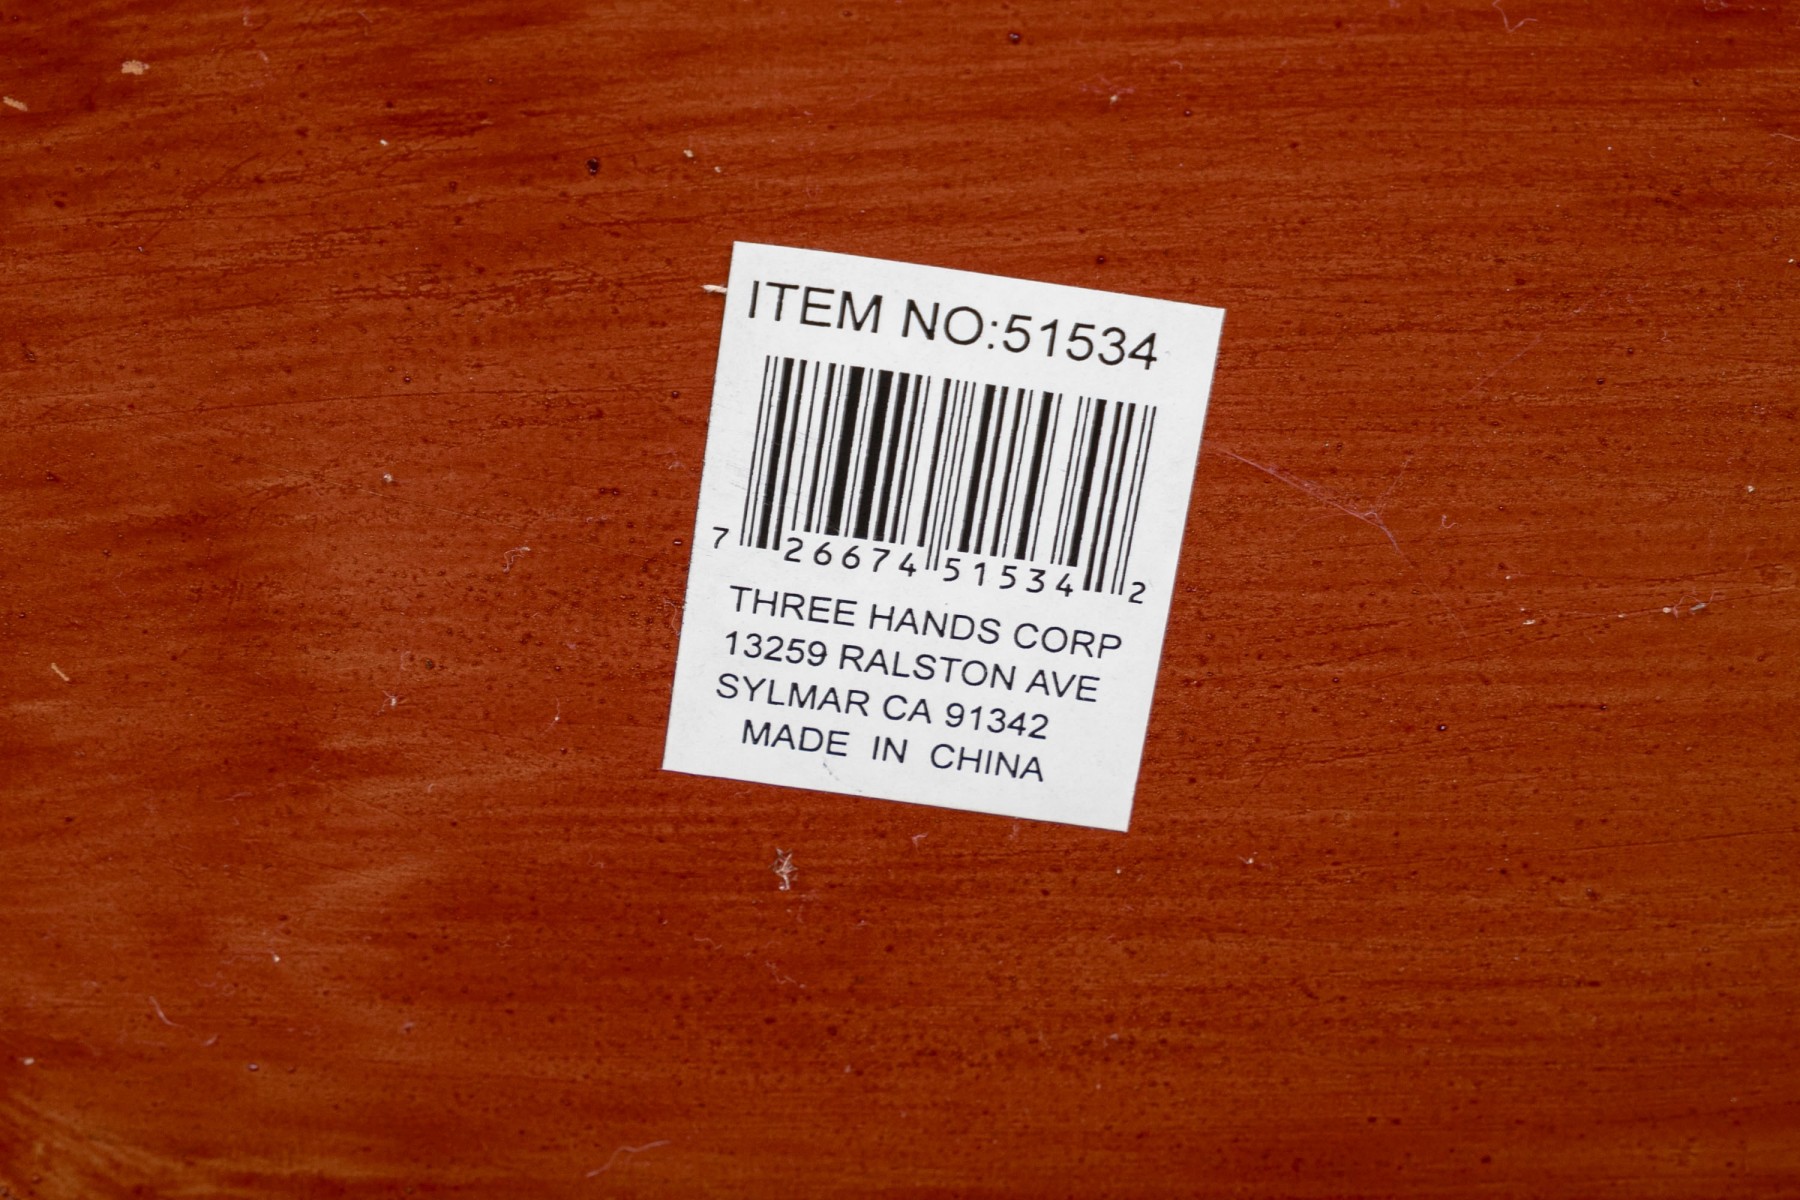 ITEM NO:51534
7 26674 51534 2
THREE HANDS CORP
13259 RALSTON AVE
SYLMAR CA 91342
MADE IN CHINA